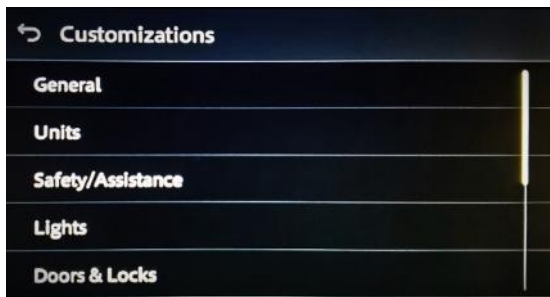 Customizations
General
Units
Safety/Assistance
Lights
Doors & Locks